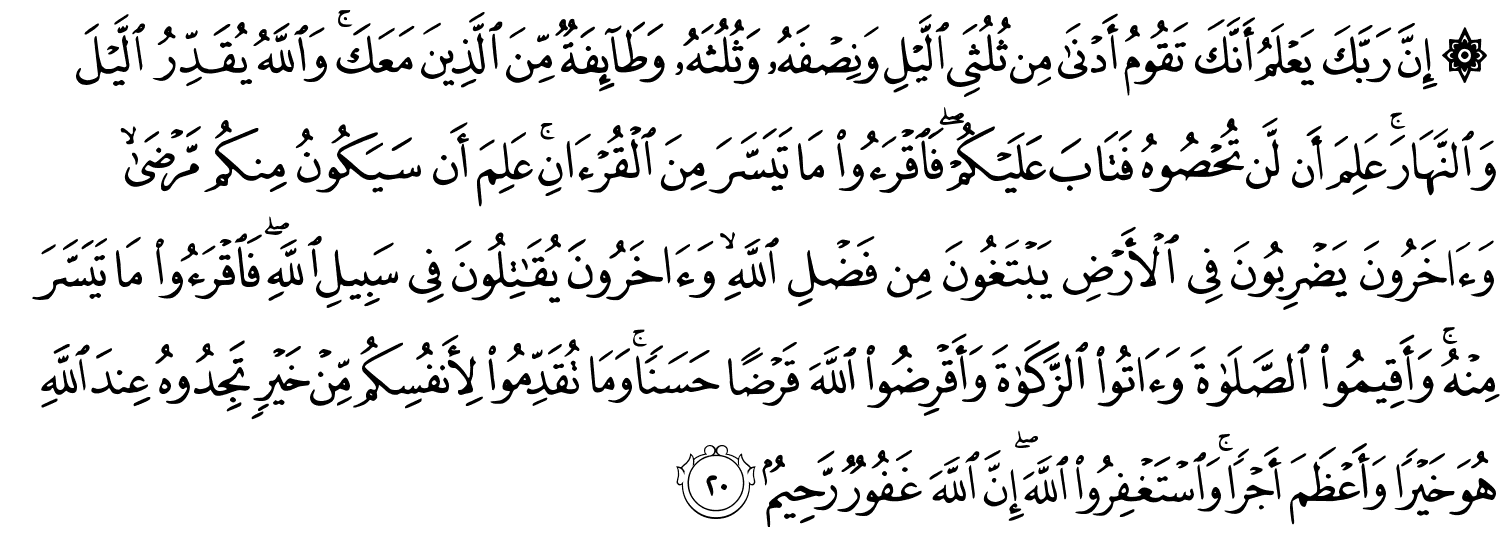 ۞ إِنَّ رَبَّكَ يَعْلَمُ أَنَّكَ تَقُومُ أَدْنَىٰ مِن ثُلُثَىِ ٱلَّيْلِ وَنِصْفَهُۥ وَثُلُثَهُۥ وَطَآئِفَةٌ مِّنَ ٱلَّذِينَ مَعَكَ ۚ وَٱللَّهُ يُقَدِّرُ ٱلَّيْلَ
وَٱلنَّهَارَ ۚ عَلِمَ أَن لَّن تُحْصُوهُ فَتَابَ عَلَيْكُمْ ۖ فَٱقْرَءُوا۟ مَا تَيَسَّرَ مِنَ ٱلْقُرْءَانِ ۚ عَلِمَ أَن سَيَكُونُ مِنكُم مَّرْضَىٰ ۙ
وَءَاخَرُونَ يَضْرِبُونَ فِى ٱلْأَرْضِ يَبْتَغُونَ مِن فَضْلِ ٱللَّهِ ۙ وَءَاخَرُونَ يُقَـٰتِلُونَ فِى سَبِيلِ ٱللَّهِ ۖ فَٱقْرَءُوا۟ مَا تَيَسَّرَ
مِنْهُ ۚ وَأَقِيمُوا۟ ٱلصَّلَوٰةَ وَءَاتُوا۟ ٱلزَّكَوٰةَ وَأَقْرِضُوا۟ ٱللَّهَ قَرْضًا حَسَنًا ۚ وَمَا تُقَدِّمُوا۟ لِأَنفُسِكُم مِّنْ خَيْرٍ تَجِدُوهُ عِندَ ٱللَّهِ
هُوَ خَيْرًا وَأَعْظَمَ أَجْرًا ۚ وَٱسْتَغْفِرُوا۟ ٱللَّهَ ۖ إِنَّ ٱللَّهَ غَفُورٌ رَّحِيمٌۢ ٢٠